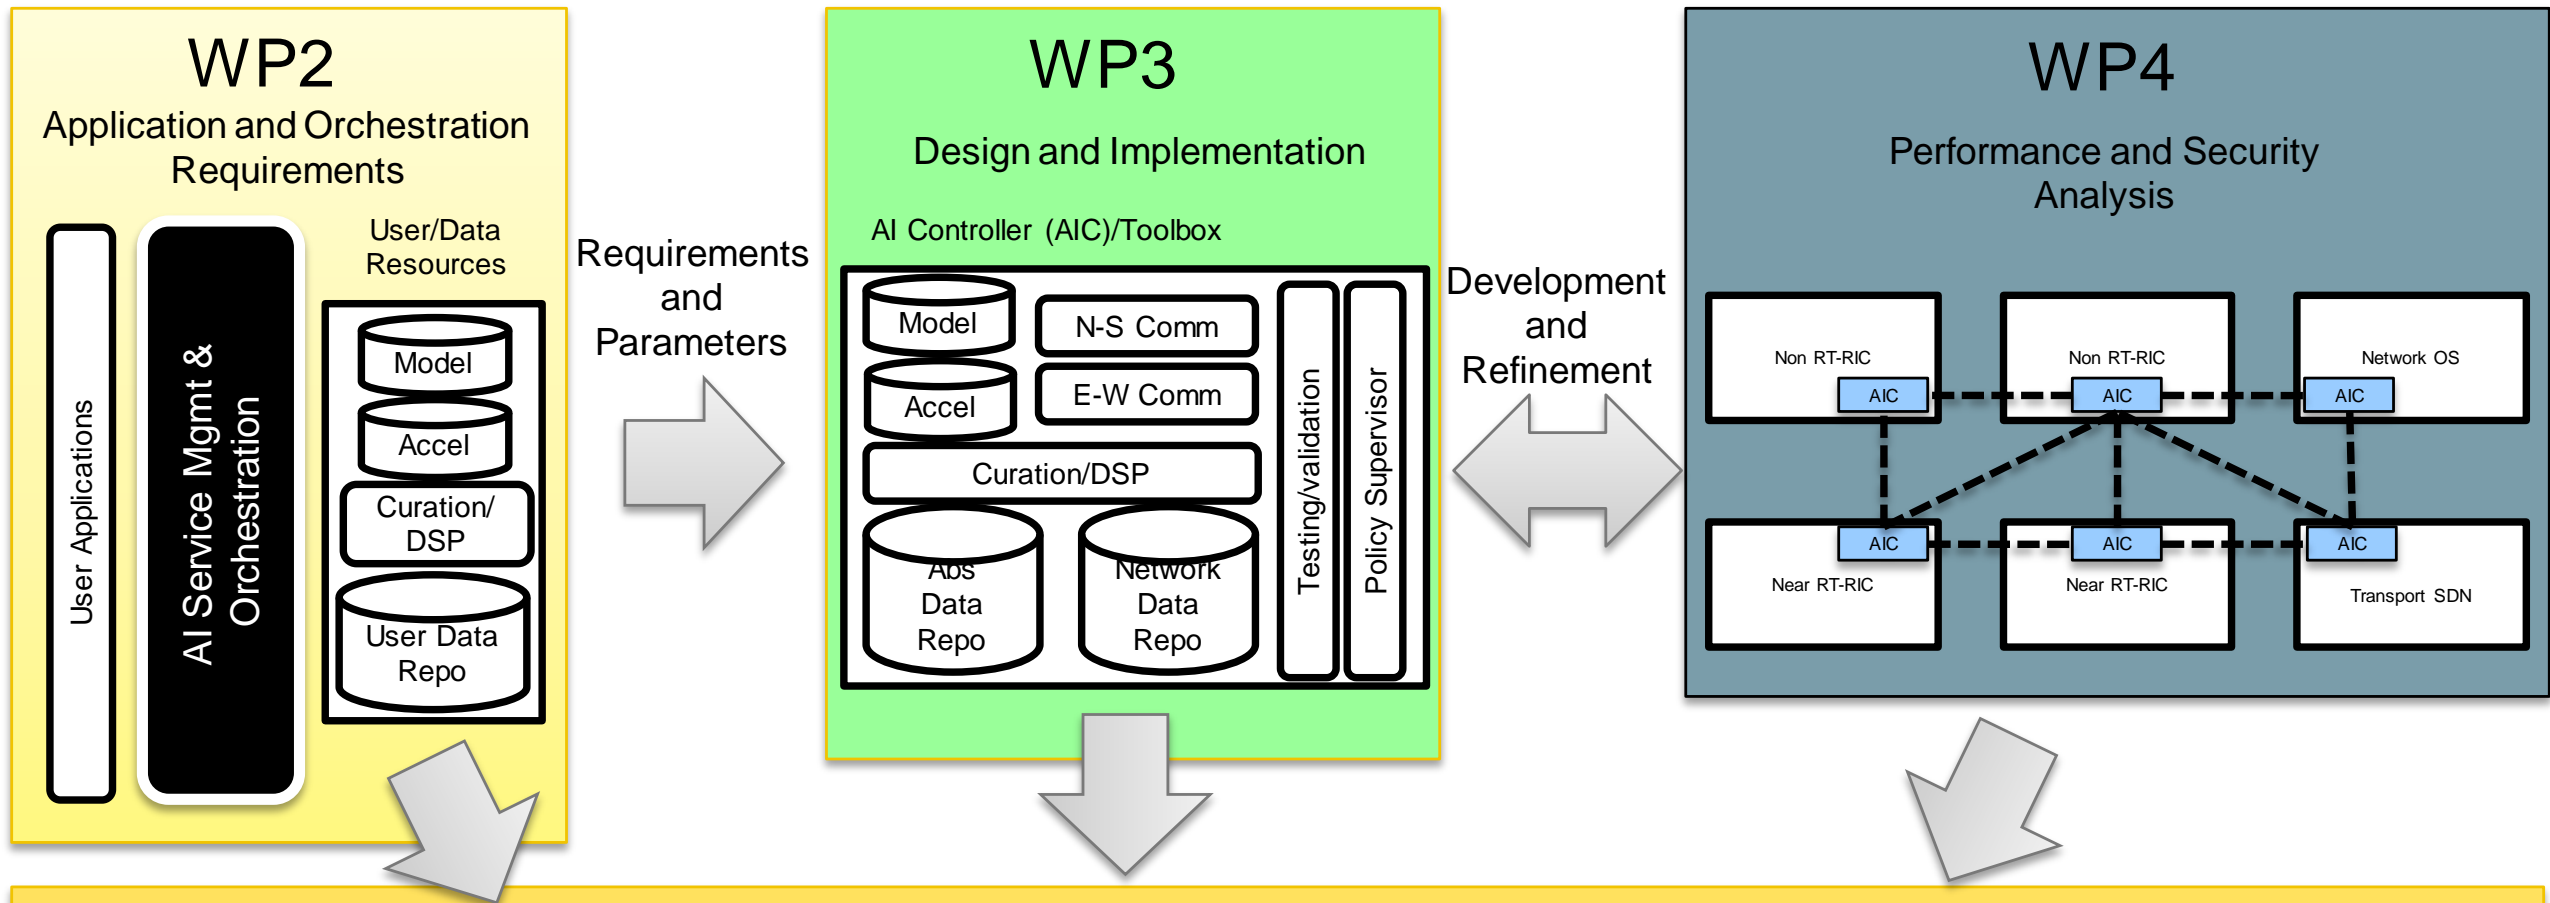 WP2
Application and Orchestration
Requirements
User Applications
AI Service Mgmt &
Orchestration
User/Data
Resources
Model
Accel
Curation/
DSP
User Data
Repo
Requirements
and
Parameters
WP3
Design and Implementation
AI Controller (AIC)/Toolbox
Model
Accel
N-S Comm
E-W Comm
Curation/DSP
Abs
Data
Repo
Network
Data
Repo
Testing/validation
Policy Supervisor
Development
and
Refinement
WP4
Performance and Security
Analysis
Non RT-RIC
AIC
Non RT-RIC
AIC
Network OS
AIC
AIC
Near RT-RIC
AIC
Near RT-RIC
AIC
Transport SDN